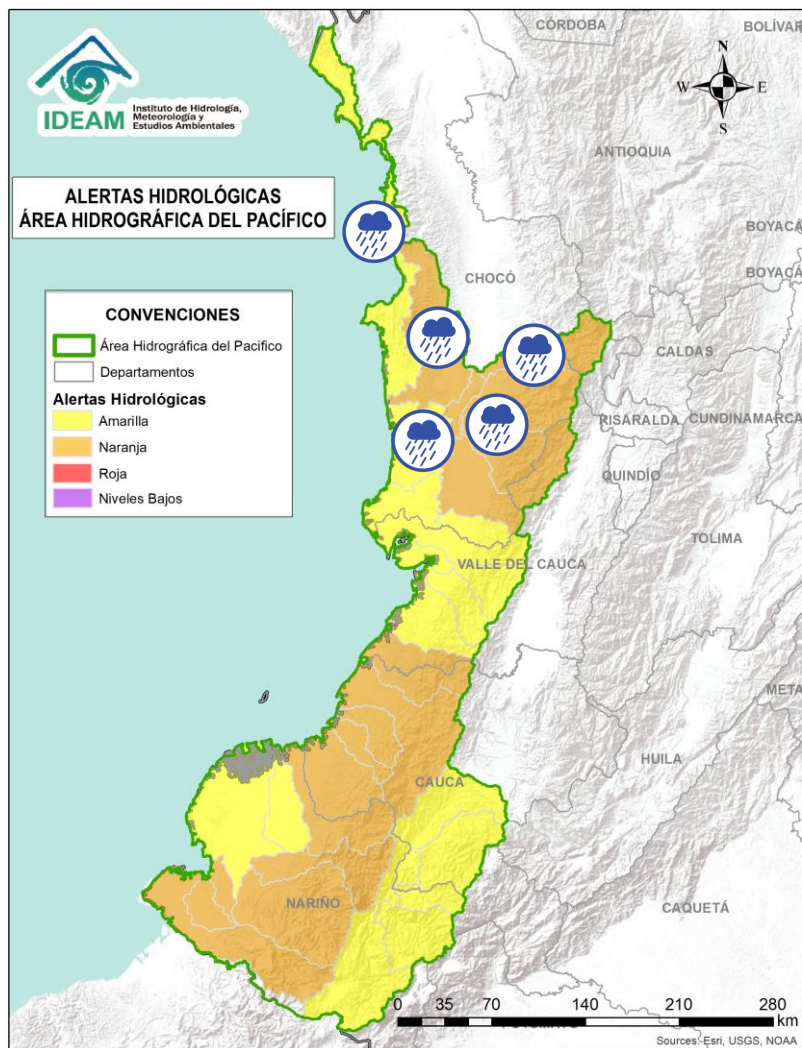 CÓRDOBA
BOLÍVAR
N
W E
S
IDEAM
Instituto de Hidrología,
Meteorología y
Estudios Ambientales
ANTIOQUIA
ALERTAS HIDROLÓGICAS
ÁREA HIDROGRÁFICA DEL PACÍFICO
BOYACÁ
BOYACÁ
CHOCÓ
CONVENCIONES
Área Hidrográfica del Pacifico
Departamentos
Alertas Hidrológicas
Amarilla
Naranja
Roja
Niveles Bajos
CALDAS
RISARALDA
CUNDINAMARCA
QUINDÍO
TOLIMA
VALLE DEL CAUCA
META
HUILA
CAUCA
NARIÑO
CAQUETÁ
0 35 70 140 210 280
km
Sources: Esri, USGS, NOAA